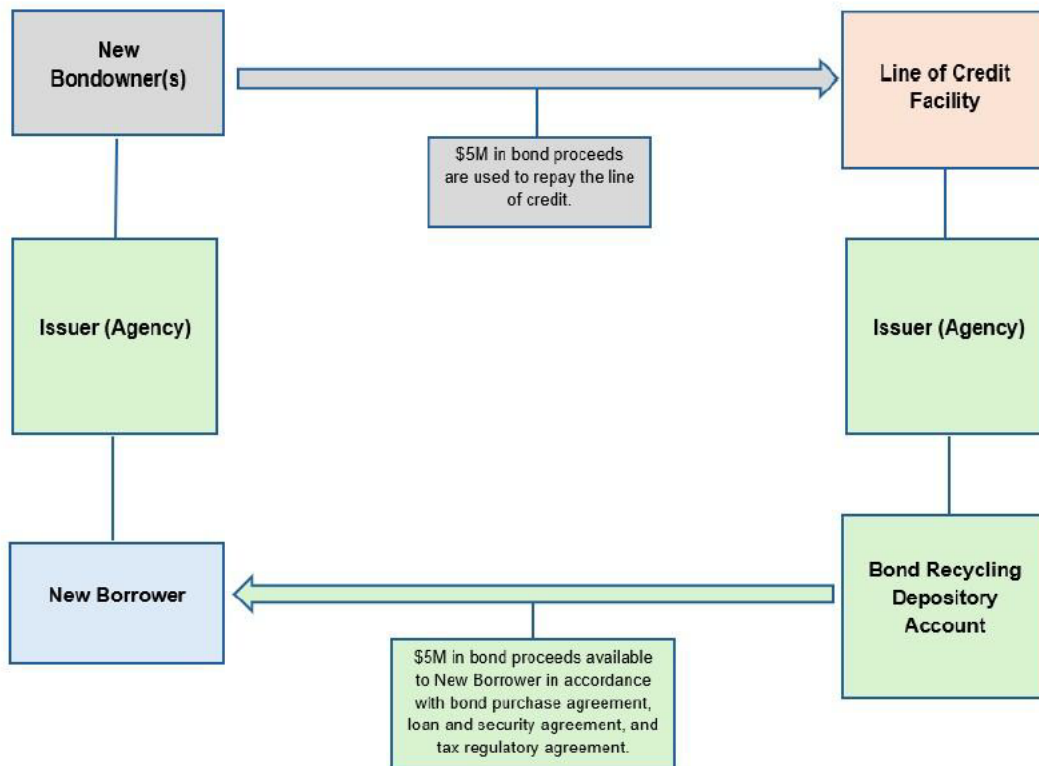 New
Bondowner(s)
Line of Credit
Facility
$5M in bond proceeds
are used to repay the line
of credit.
Issuer (Agency)
Issuer (Agency)
New Borrower
Bond Recycling
Depository
Account
$5M in bond proceeds available
to New Borrower in accordance
with bond purchase agreement,
loan and security agreement, and
tax regulatory agreement.